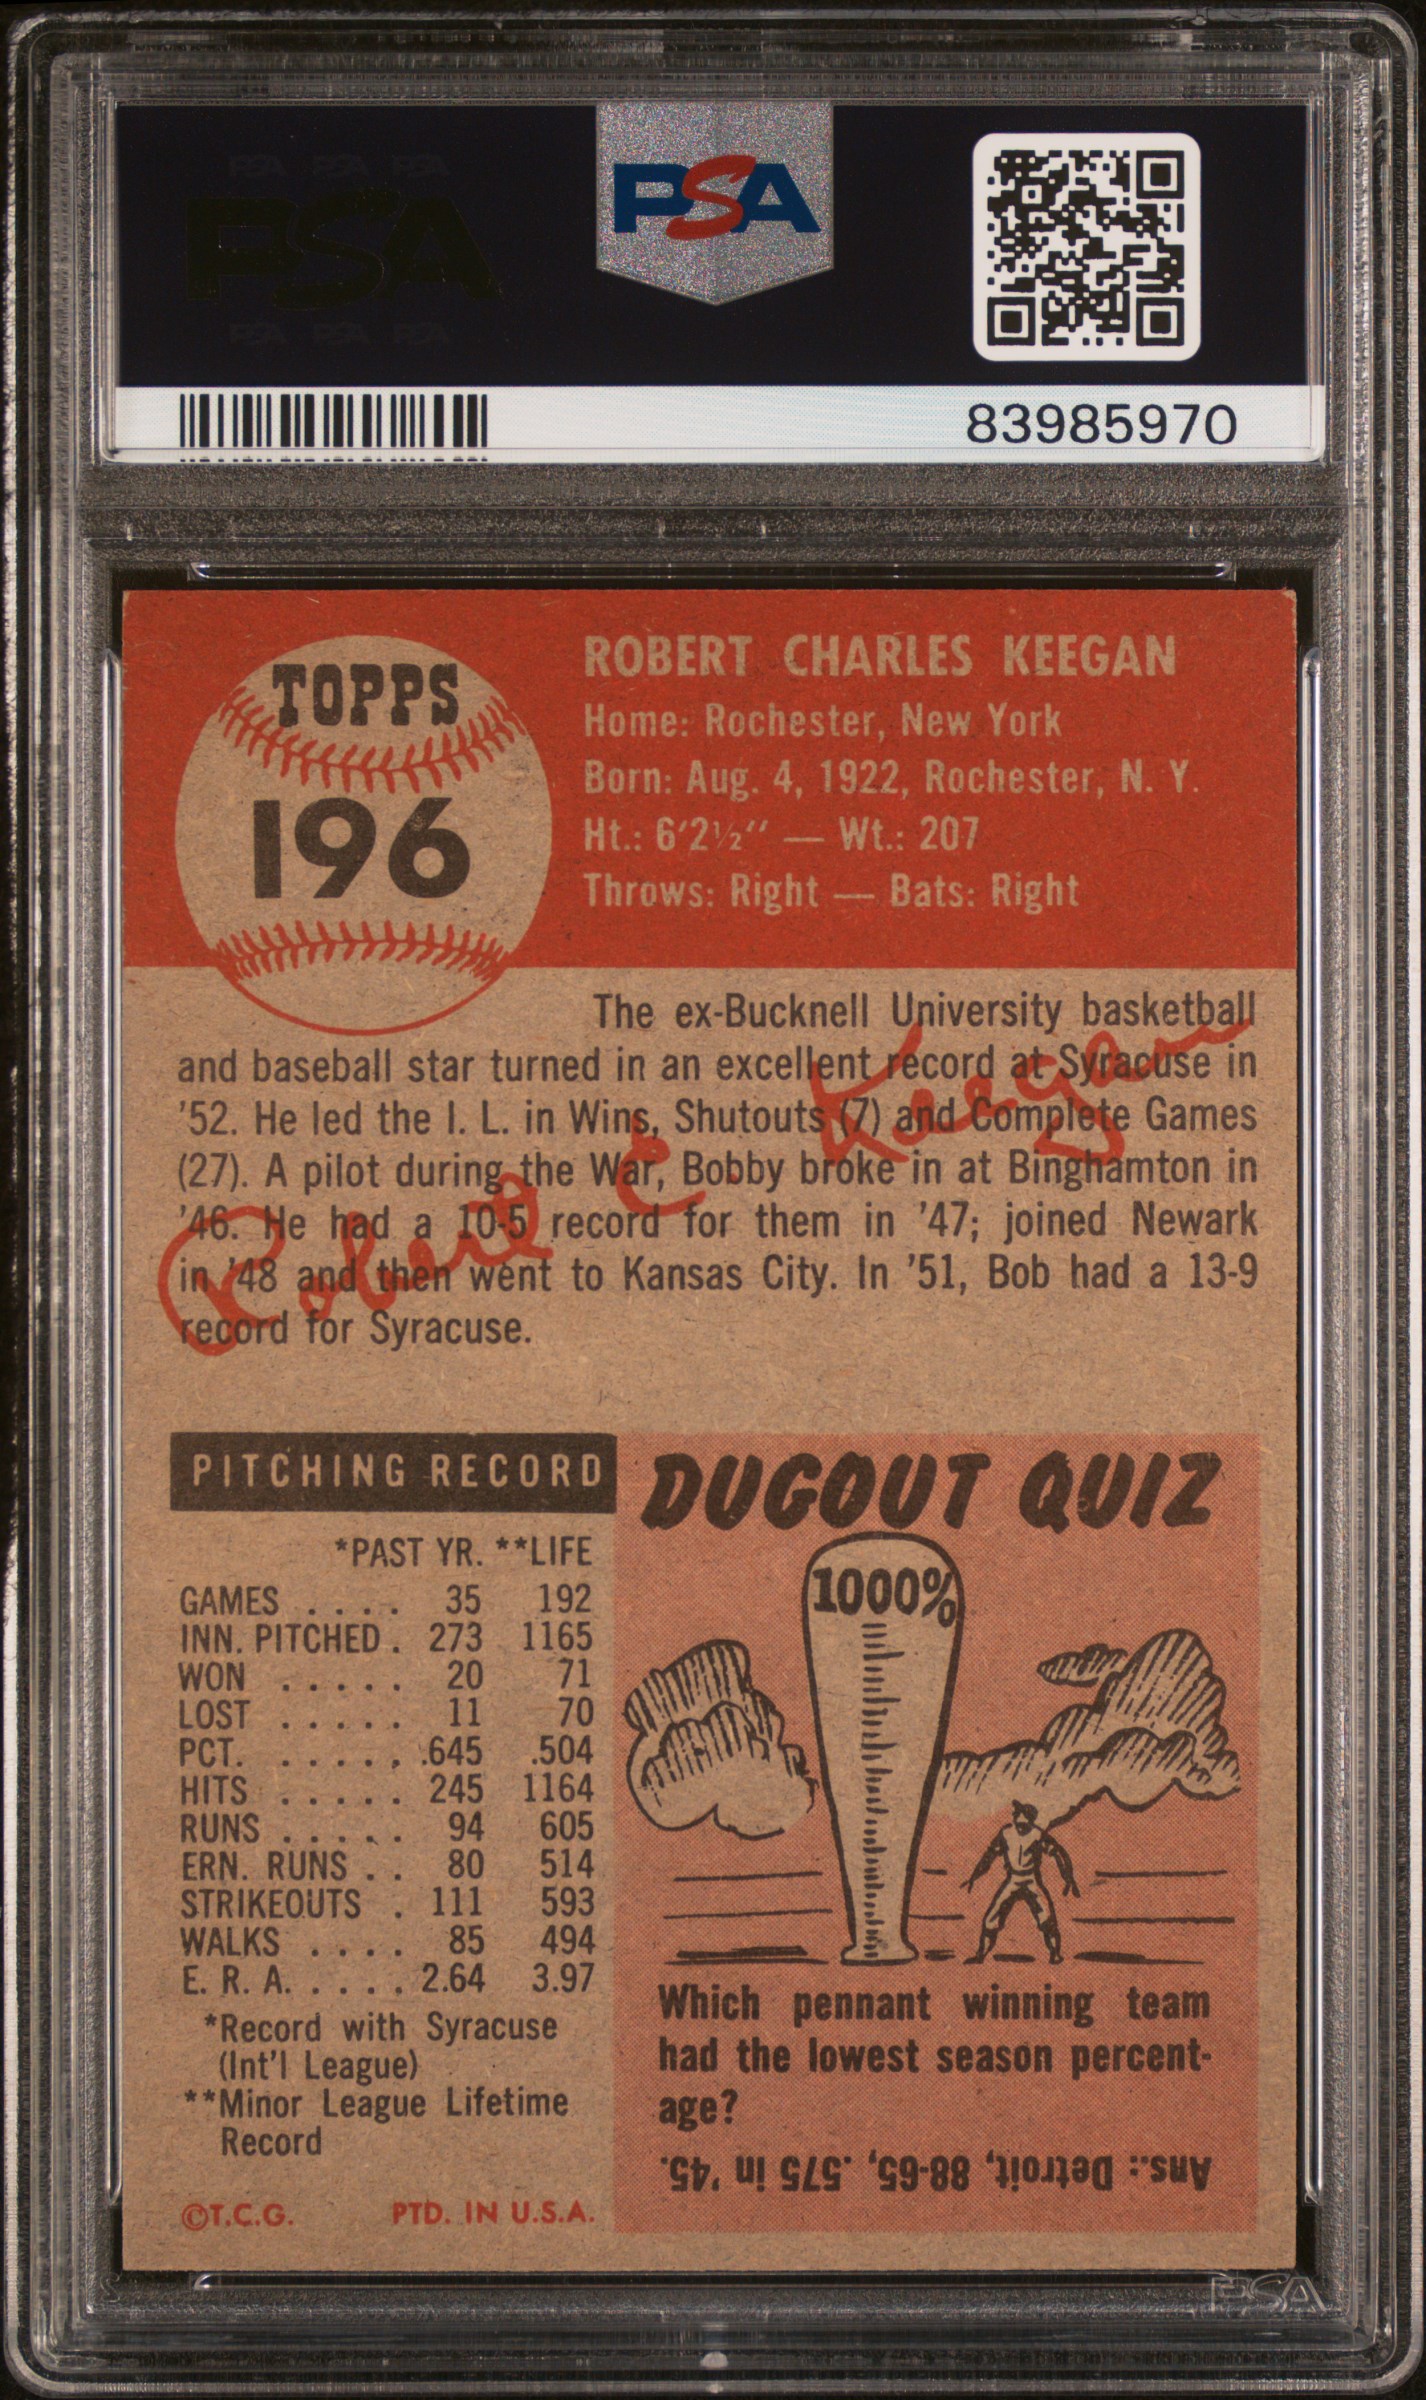 PSA PSA PSA
PSA
PSA PSA PSA
PSA
83985970
TOPPS
196
ROBERT CHARLES KEEGAN
Home: Rochester, New York
Born: Aug. 4, 1922, Rochester, N. Y.
Ht.: 6'2½" — Wt.: 207
Throws: Right — Bats: Right
The ex-Bucknell University basketball
and baseball star turned in an excellent record at Syracuse in
'52. He led the I. L. in Wins, Shutouts (7) and Complete Games
(27). A pilot during the War, Bobby broke in at Binghamton in
'46. He had a 10-5 record for them in '47; joined Newark
in '48 and then went to Kansas City. In '51, Bob had a 13-9
record for Syracuse.
Robert C. Keegan
PITCHING RECORD
*PAST YR. **LIFE
GAMES .... 35 192
INN. PITCHED. 273 1165
WON ..... 20 71
LOST ..... 11 70
PCT. ..... .645 .504
HITS ..... 245 1164
RUNS ..... 94 605
ERN. RUNS .. 80 514
STRIKEOUTS . 111 593
WALKS .... 85 494
E. R. A. .... 2.64 3.97
*Record with Syracuse
(Int'l League)
**Minor League Lifetime
Record
©T.C.G. PTD. IN U.S.A.
DUGOUT QUIZ
1000%
Which pennant winning team
had the lowest season percent-
age?
Ans.: Detroit, 88-65, .575 in '45.
PSA